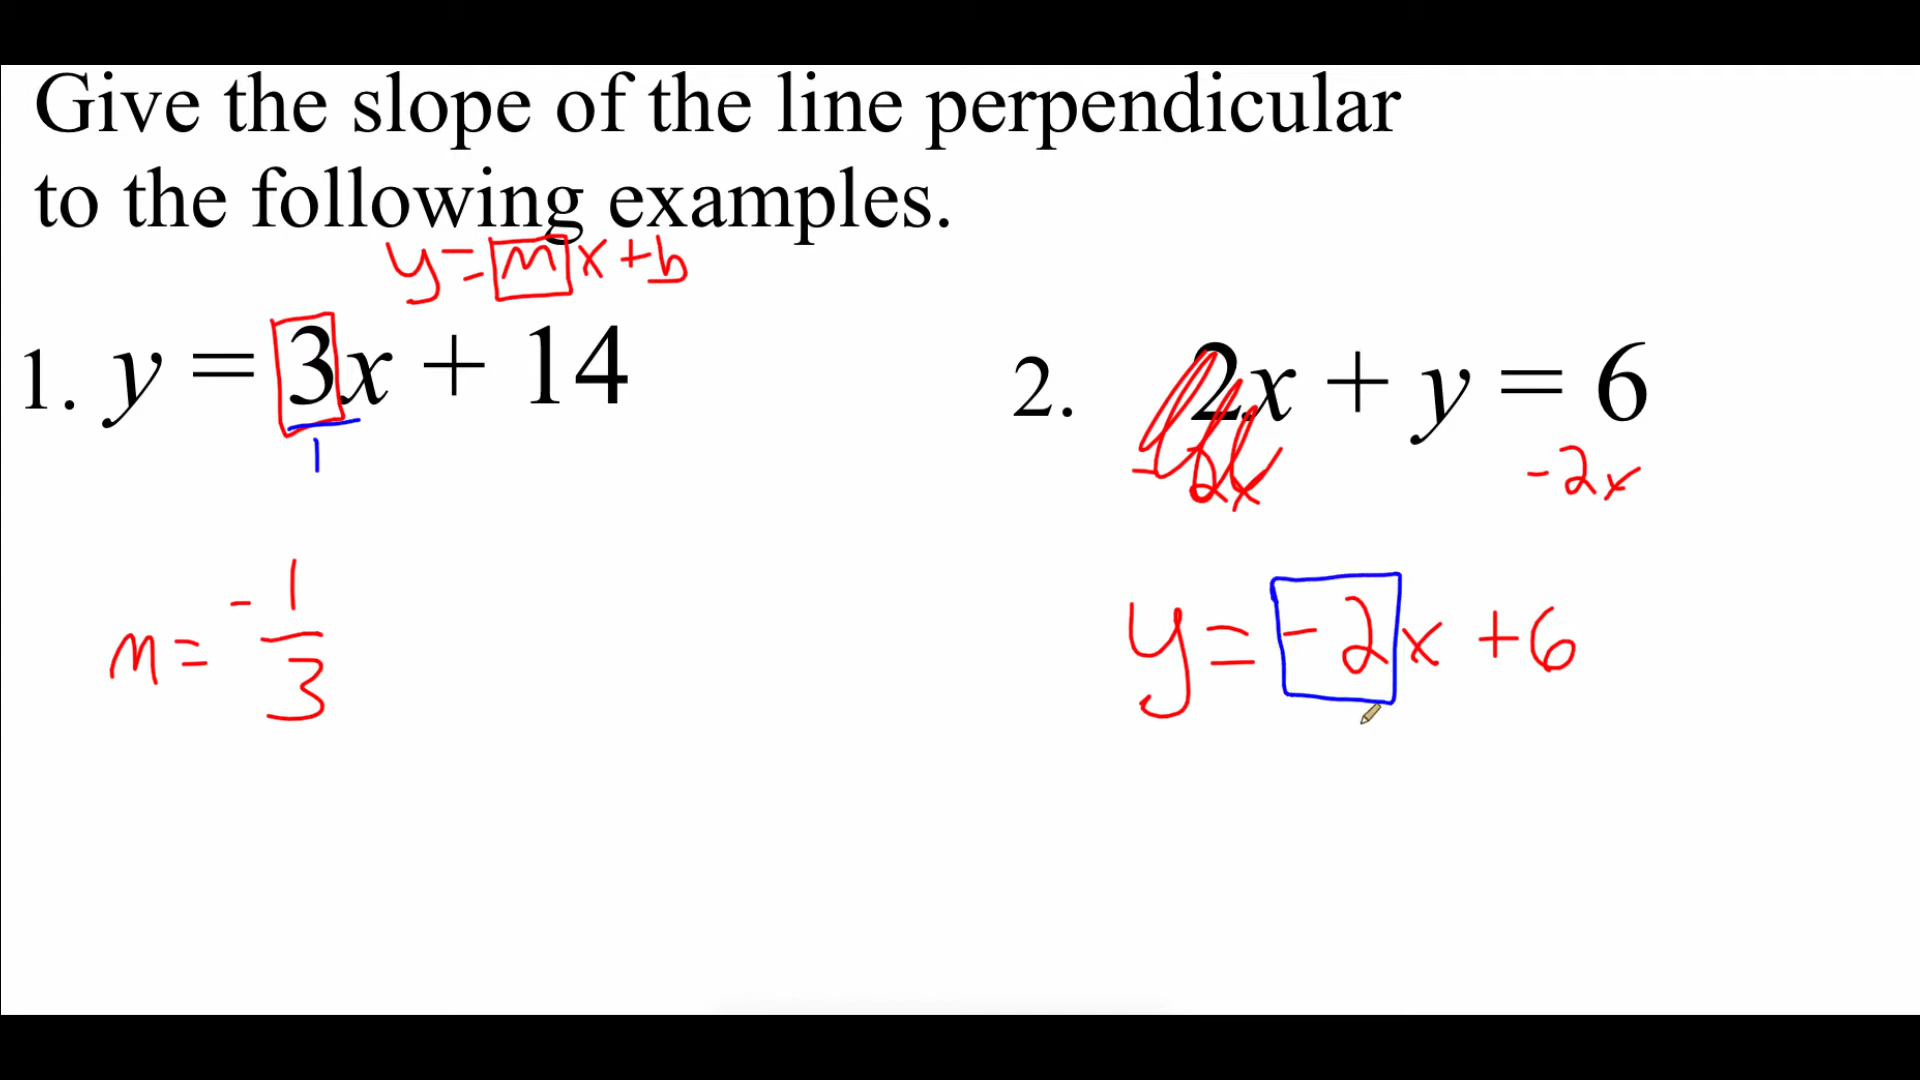 Give the slope of the line perpendicular
to the following examples.
y = m x + b
1. y = 3x + 14
1
m = - 1/3
2. 2x + y = 6
-2x -2x
y = -2x + 6